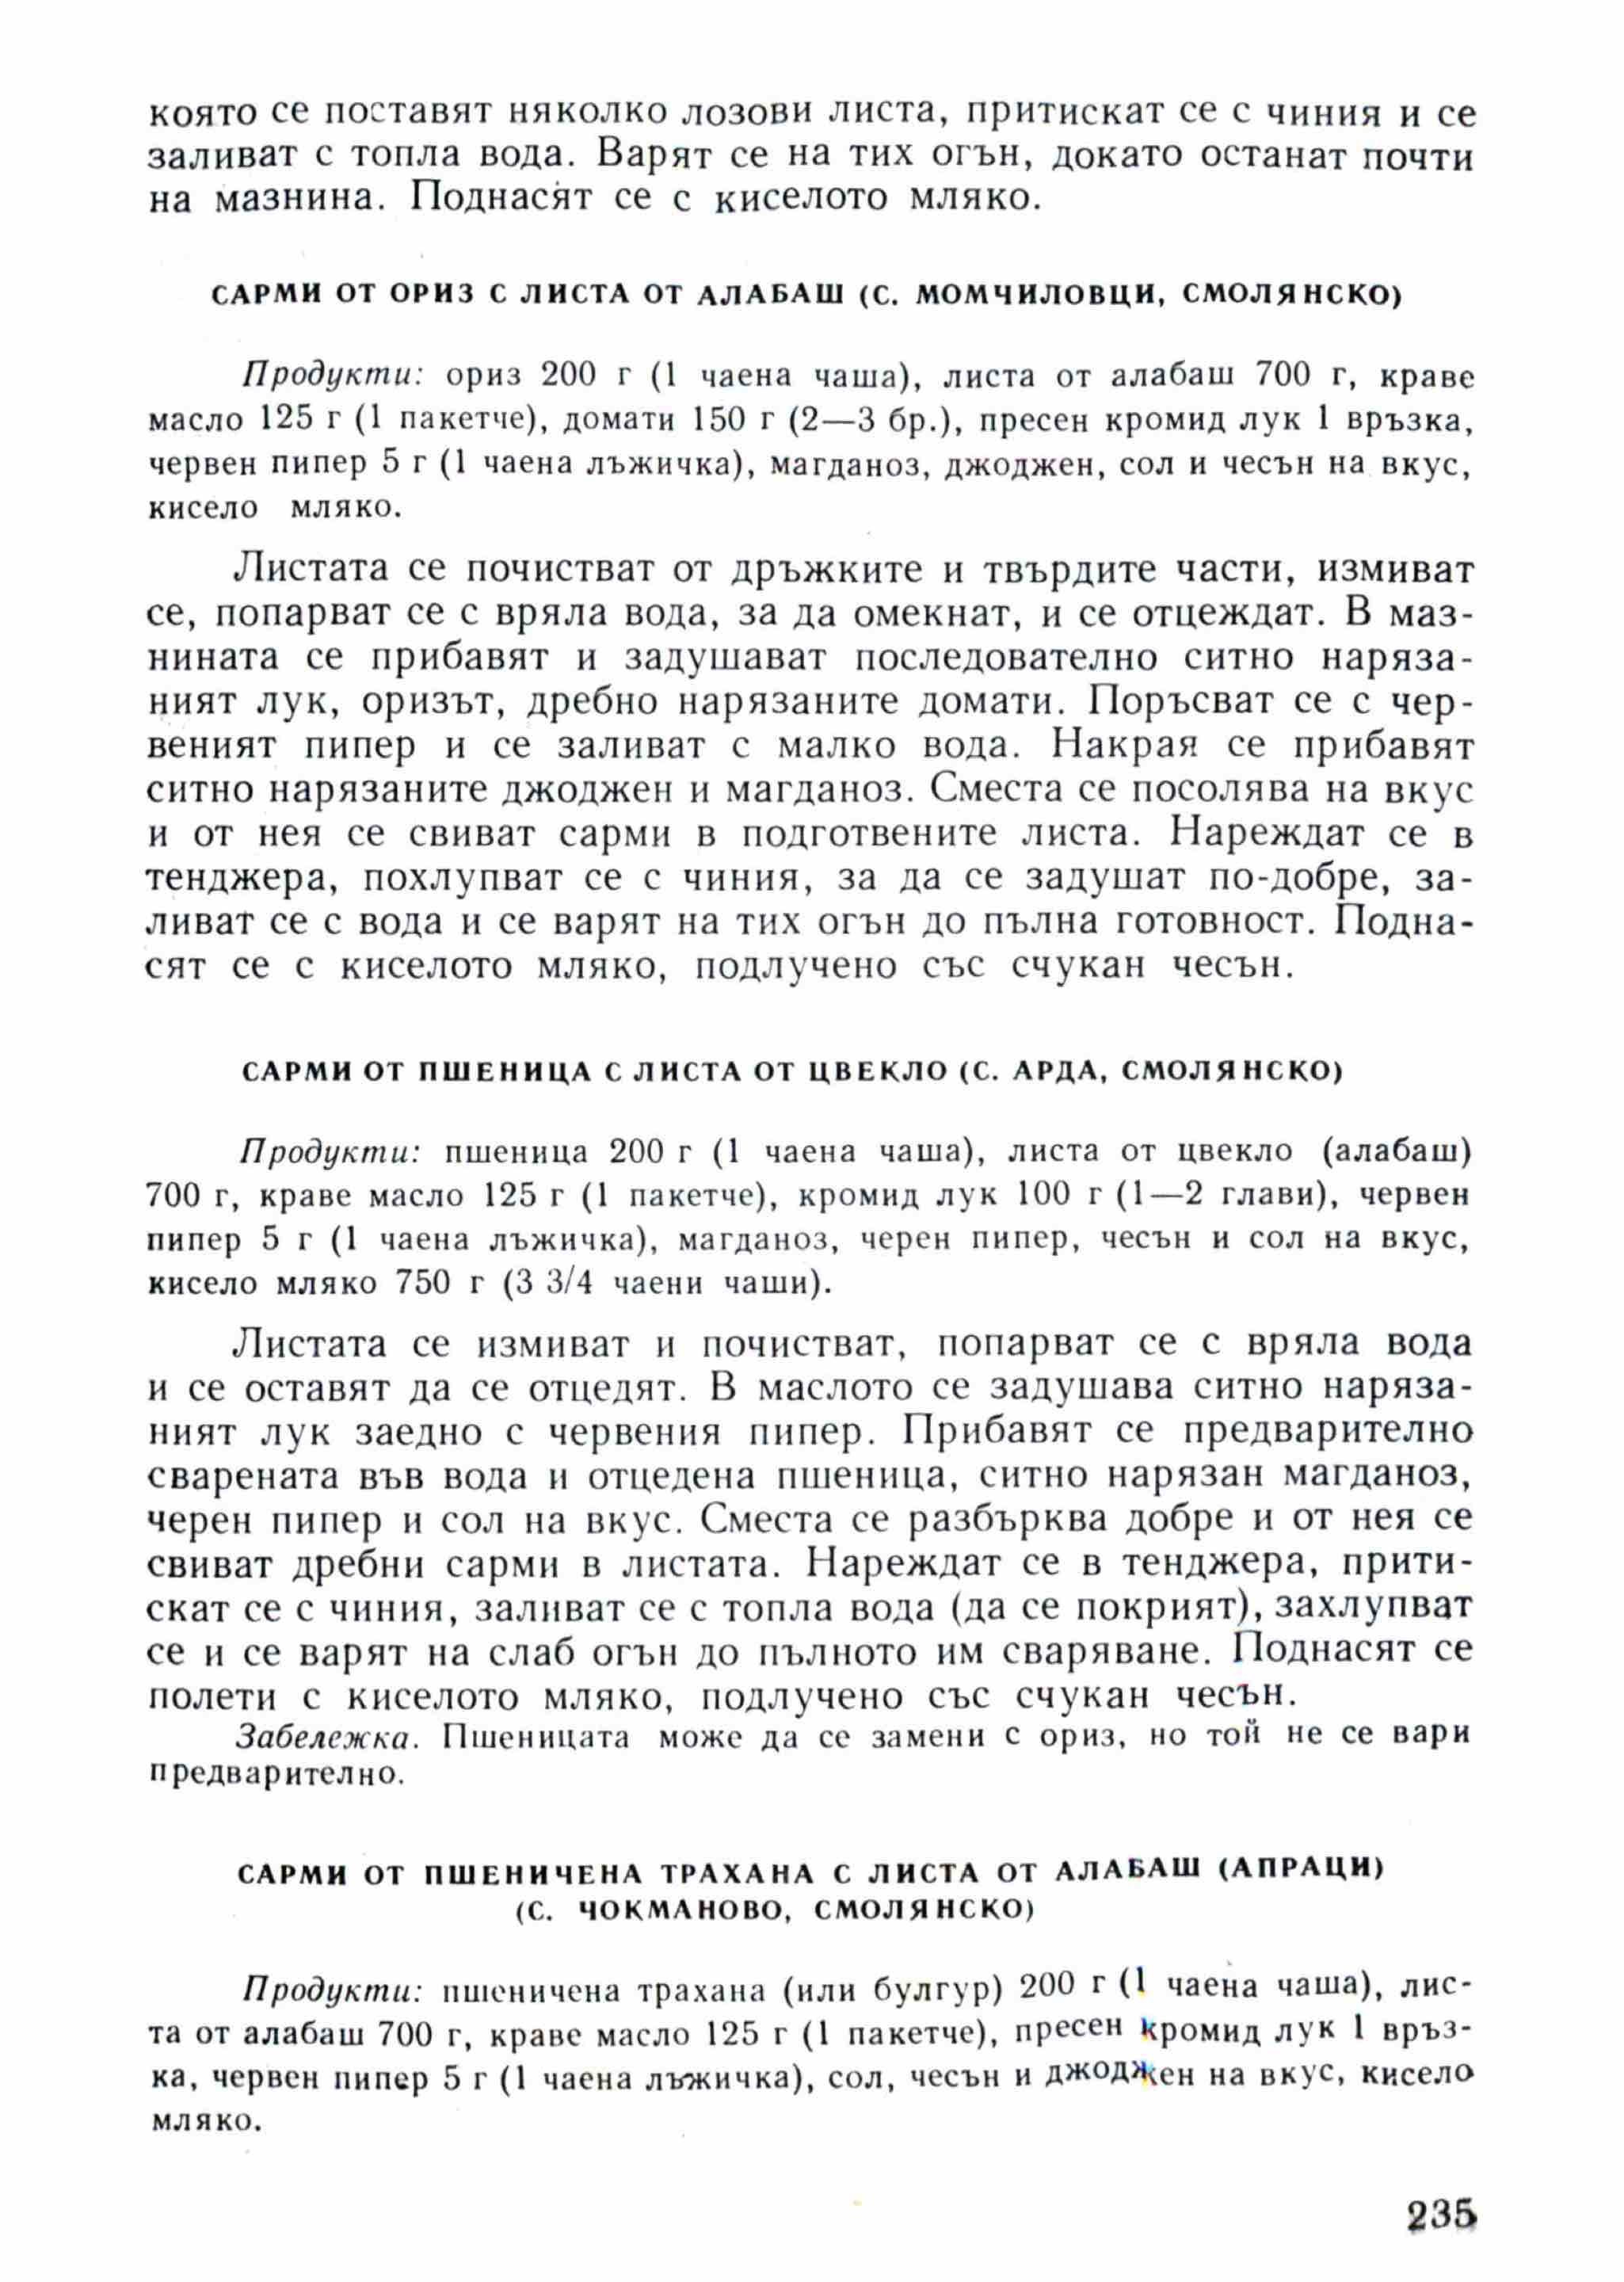 която се поставят няколко лозови листа, притискат се с чиния и се
заливат с топла вода. Варят се на тих огън, докато останат почти
на мазнина. Поднасят се с киселото мляко.
САРМИ ОТ ОРИЗ С ЛИСТА ОТ АЛАБАШ (С. МОМЧИЛОВЦИ, СМОЛЯНСКО)
Продукти: ориз 200 г (1 чаена чаша), листа от алабаш 700 г, краве
масло 125 г (1 пакетче), домати 150 г (2—3 бр.), пресен кромид лук 1 връзка,
червен пипер 5 г (1 чаена лъжичка), магданоз, джоджен, сол и чесън на вкус,
кисело мляко.
Листата се почистват от дръжките и твърдите части, измиват
се, попарват се с вряла вода, за да омекнат, и се отцеждат. В маз-
нината се прибавят и задушават последователно ситно наряза-
ният лук, оризът, дребно нарязаните домати. Поръсват се с чер-
веният пипер и се заливат с малко вода. Накрая се прибавят
ситно нарязаните джоджен и магданоз. Сместа се посолява на вкус
и от нея се свиват сарми в подготвените листа. Нареждат се в
тенджера, похлупват се с чиния, за да се задушат по-добре, за-
ливат се с вода и се варят на тих огън до пълна готовност. Подна-
сят се с киселото мляко, подлучено със счукан чесън.
САРМИ ОТ ПШЕНИЦА С ЛИСТА ОТ ЦВЕКЛО (С. АРДА, СМОЛЯНСКО)
Продукти: пшеница 200 г (1 чаена чаша), листа от цвекло (алабаш)
700 г, краве масло 125 г (1 пакетче), кромид лук 100 г (1—2 глави), червен
пипер 5 г (1 чаена лъжичка), магданоз, черен пипер, чесън и сол на вкус,
кисело мляко 750 г (3 3/4 чаени чаши).
Листата се измиват и почистват, попарват се с вряла вода
и се оставят да се отцедят. В маслото се задушава ситно наряза-
ният лук заедно с червения пипер. Прибавят се предварително
сварената във вода и отцедена пшеница, ситно нарязан магданоз,
черен пипер и сол на вкус. Сместа се разбърква добре и от нея се
свиват дребни сарми в листата. Нареждат се в тенджера, прити-
скат се с чиния, заливат се с топла вода (да се покрият), захлупват
се и се варят на слаб огън до пълното им сваряване. Поднасят се
полети с киселото мляко, подлучено със счукан чесън.
Забележка. Пшеницата може да се замени с ориз, но той не се вари
предварително.
САРМИ ОТ ПШЕНИЧЕНА ТРАХАНА С ЛИСТА ОТ АЛАБАШ (АПРАЦИ)
(С. ЧОКМАНОВО, СМОЛЯНСКО)
Продукти: пшеничена трахана (или булгур) 200 г (1 чаена чаша), лис-
та от алабаш 700 г, краве масло 125 г (1 пакетче), пресен кромид лук 1 връз-
ка, червен пипер 5 г (1 чаена лъжичка), сол, чесън и джоджен на вкус, кисело
мляко.
235